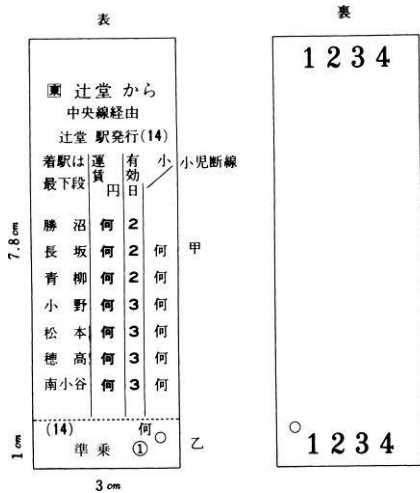 表
東 辻堂 から
中央線経由
辻堂 駅発行(14)
着駅は最下段 運賃円 有効日 小
小児断線
勝沼 何 2
長坂 何 2 何
青柳 何 2 何
小野 何 3 何
松本 何 3 何
穂高 何 3 何
南小谷 何 3 何
甲
(14) 何
準乗 ①
乙
7.8cm
1cm
3cm
裏
1234
1234